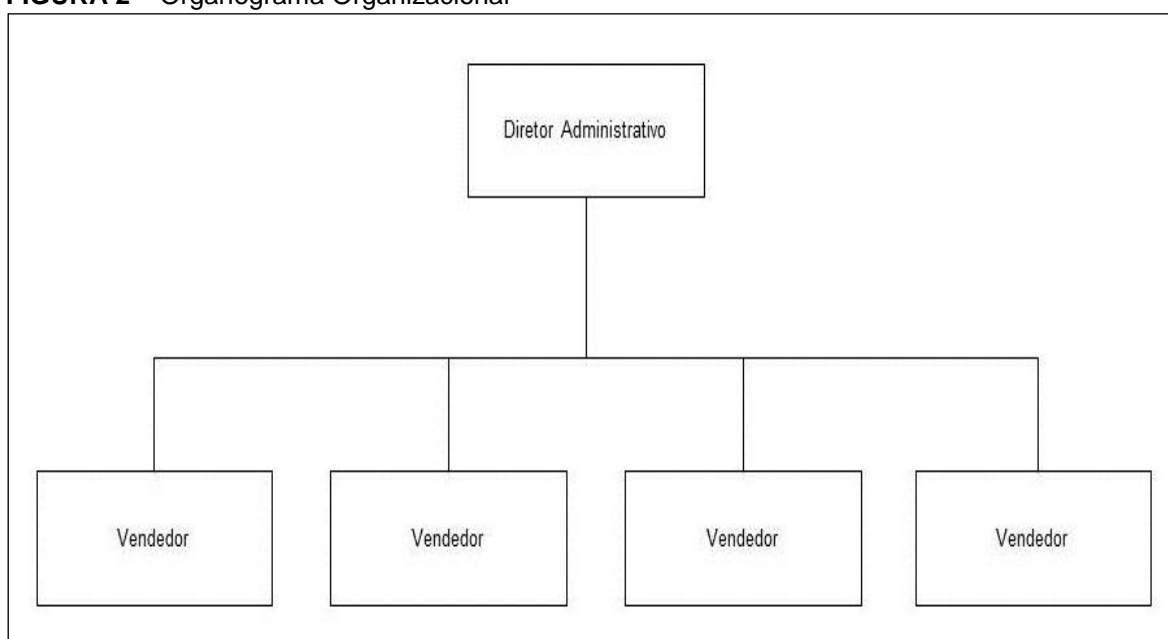 FIGURA 2 – Organograma Organizacional
Diretor Administrativo
Vendedor
Vendedor
Vendedor
Vendedor